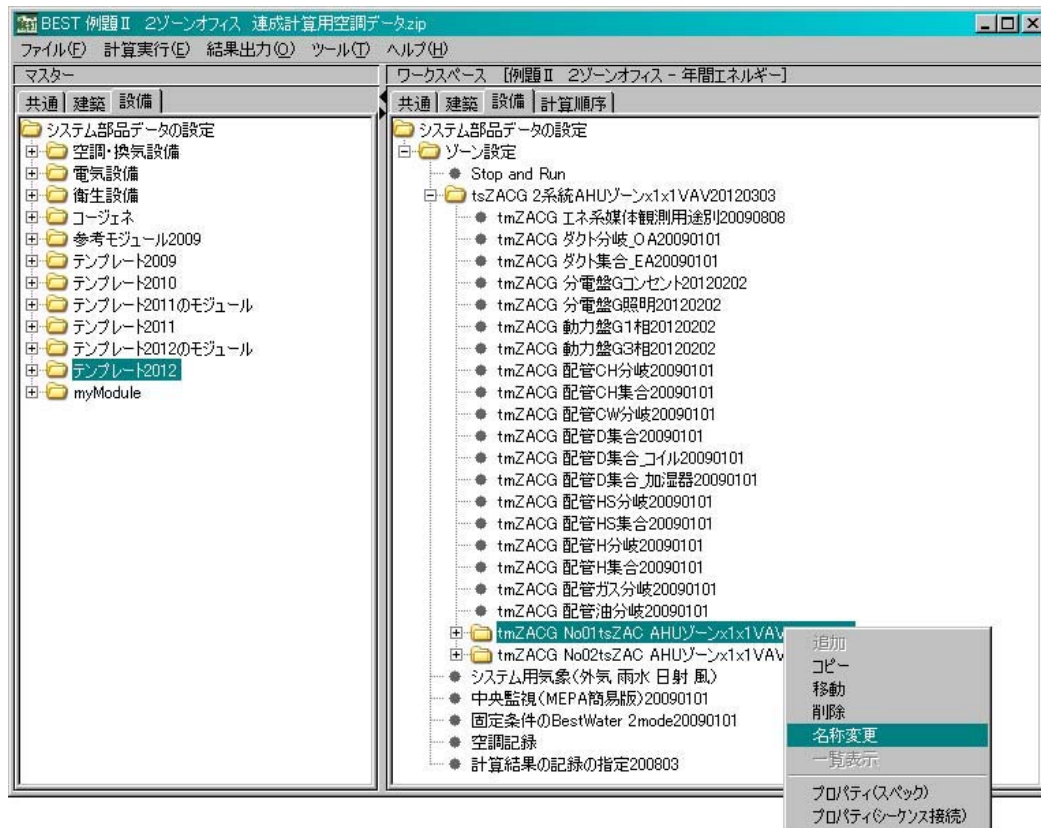 BEST 例題Ⅱ 2ゾーンオフィス 連成計算用空調データ.zip
ファイル(F) 計算実行(E) 結果出力(O) ツール(T) ヘルプ(H)
マスター
共通 建築 設備
システム部品データの設定
空調・換気設備
電気設備
衛生設備
コージェネ
参考モジュール2009
テンプレート2009
テンプレート2010
テンプレート2011のモジュール
テンプレート2011
テンプレート2012のモジュール
テンプレート2012
myModule
ワークスペース [例題Ⅱ 2ゾーンオフィス - 年間エネルギー]
共通 建築 設備 計算順序
システム部品データの設定
ゾーン設定
Stop and Run
tsZACG 2系統AHUゾーンx1x1VAV20120303
tmZACG エネ系媒体観測用途別20090808
tmZACG ダクト分岐_OA20090101
tmZACG ダクト集合_EA20090101
tmZACG 分電盤Gコンセント20120202
tmZACG 分電盤G照明20120202
tmZACG 動力盤G1相20120202
tmZACG 動力盤G3相20120202
tmZACG 配管CH分岐20090101
tmZACG 配管CH集合20090101
tmZACG 配管CW分岐20090101
tmZACG 配管D集合20090101
tmZACG 配管D集合_コイル20090101
tmZACG 配管D集合_加湿器20090101
tmZACG 配管HS分岐20090101
tmZACG 配管HS集合20090101
tmZACG 配管H分岐20090101
tmZACG 配管H集合20090101
tmZACG 配管ガス分岐20090101
tmZACG 配管油分岐20090101
tmZACG No01tsZAC AHUゾーンx1x1VAV
tmZACG No02tsZAC AHUゾーンx1x1VAV
システム用気象(外気 雨水 日射 風)
中央監視(MEPA簡易版)20090101
固定条件のBestWater 2mode20090101
空調記録
計算結果の記録の指定200803
追加
コピー
移動
削除
名称変更
一覧表示
プロパティ(スペック)
プロパティ(シーケンス接続)